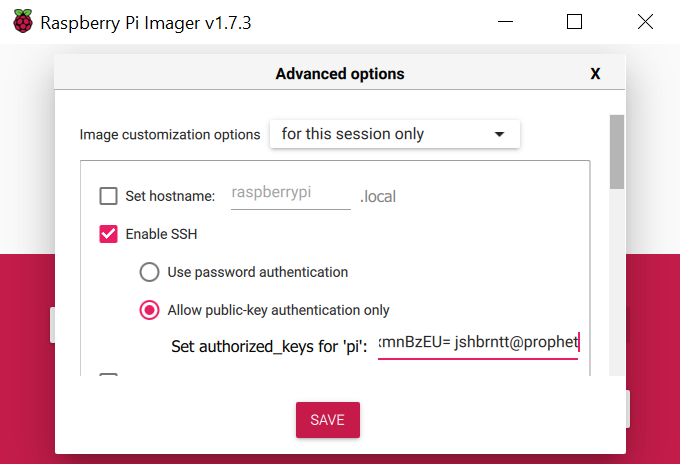 Raspberry Pi Imager v1.7.3
Advanced options X
Image customization options for this session only
Set hostname: raspberrypi .local
Enable SSH
Use password authentication
Allow public-key authentication only
Set authorized_keys for 'pi': xmnBzEU= jshbrntt@prophet
SAVE